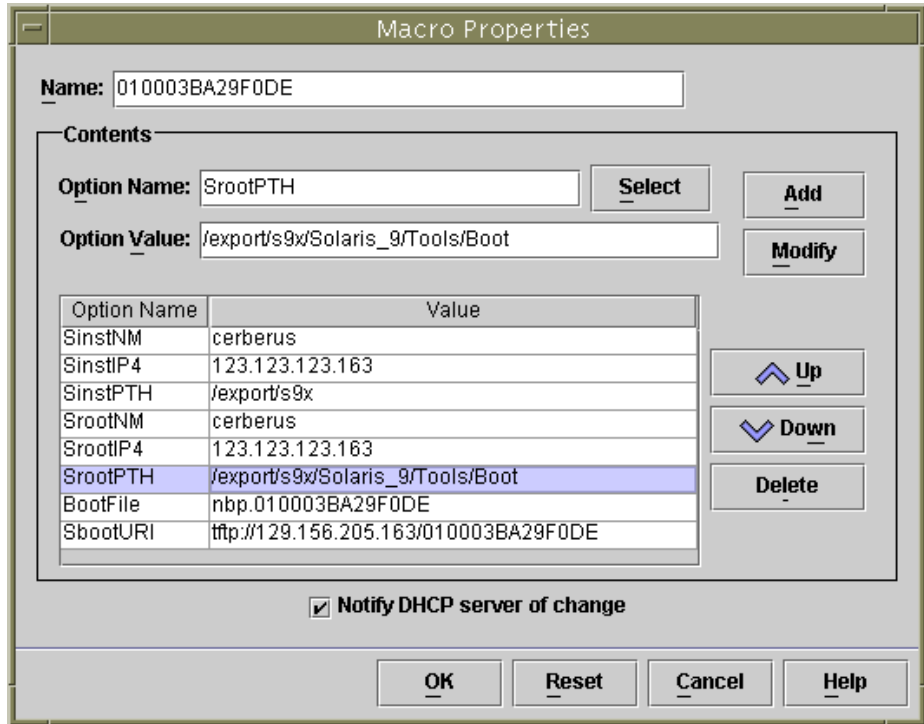 Macro Properties
Name: 010003BA29F0DE
Contents
Option Name: SrootPTH Select Add
Option Value: /export/s9x/Solaris_9/Tools/Boot Modify
Option Name Value
SinstNM cerberus
SinstIP4 123.123.123.163
SinstPTH /export/s9x
SrootNM cerberus
SrootIP4 123.123.123.163
SrootPTH /export/s9x/Solaris_9/Tools/Boot
BootFile nbp.010003BA29F0DE
SbootURI tftp://129.156.205.163/010003BA29F0DE
Up
Down
Delete
Notify DHCP server of change
OK Reset Cancel Help